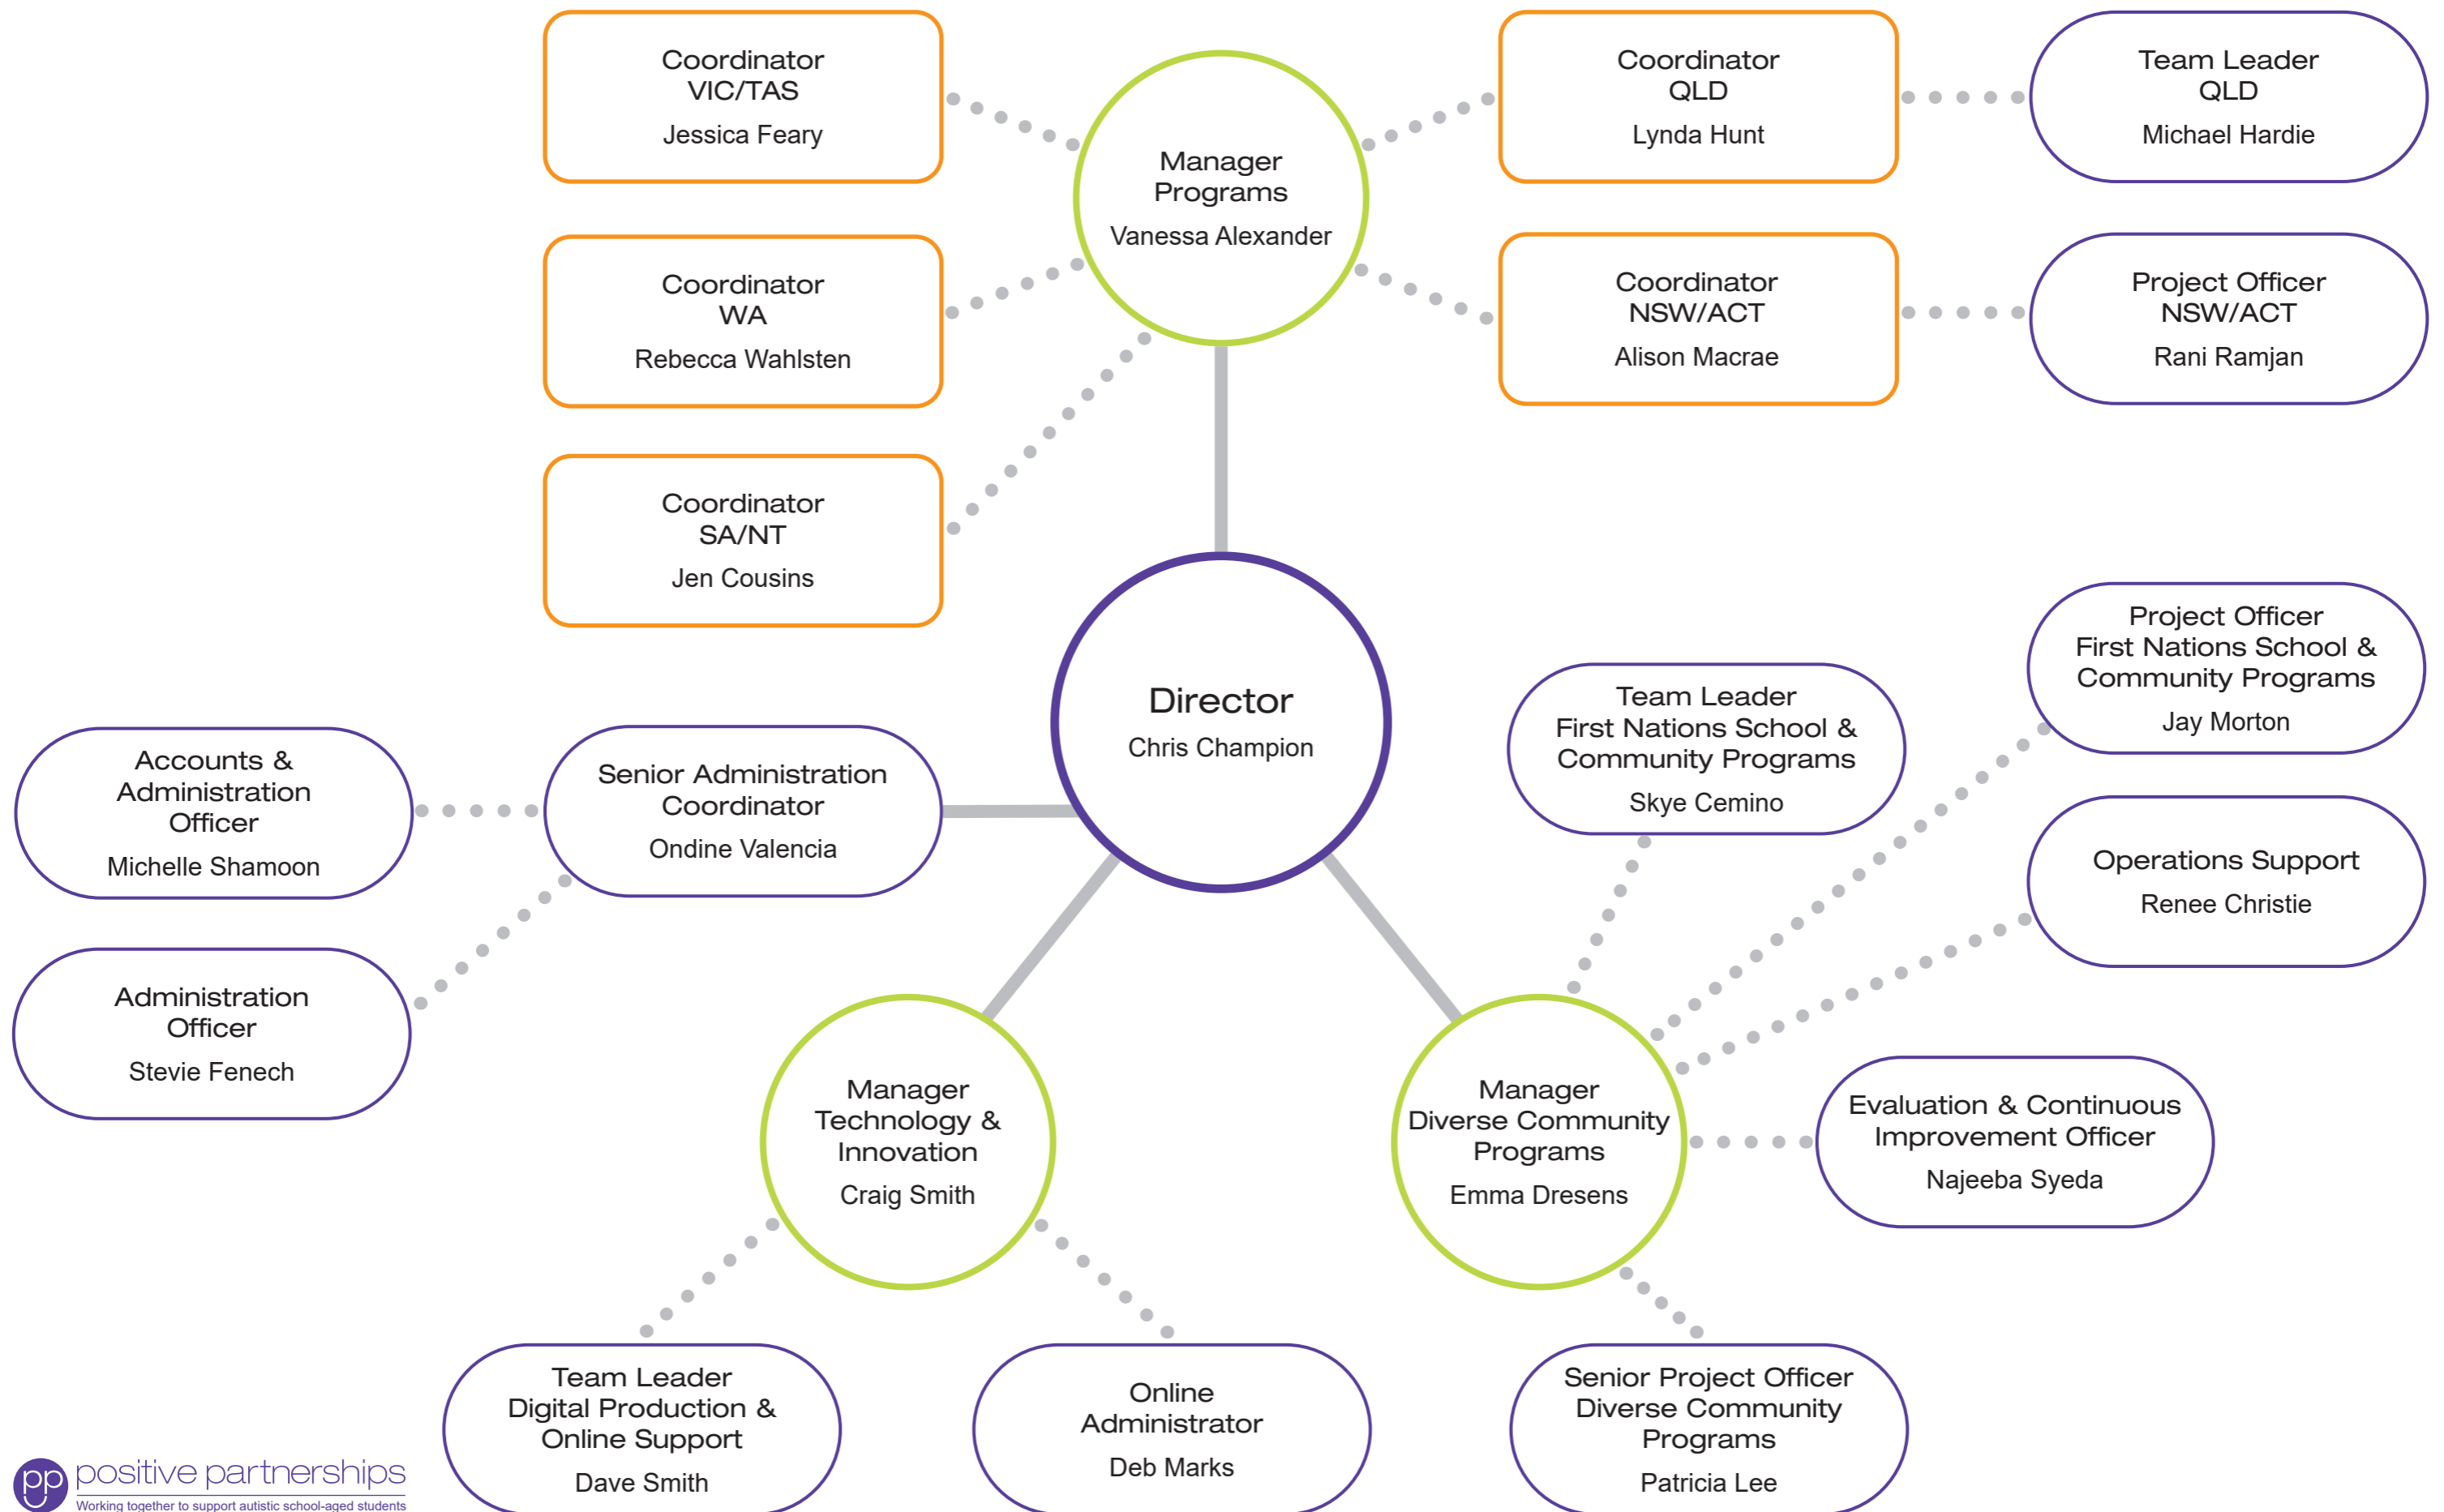 Coordinator
VIC/TAS
Jessica Feary
Manager
Programs
Vanessa Alexander
Coordinator
QLD
Lynda Hunt
Team Leader
QLD
Michael Hardie
Coordinator
WA
Rebecca Wahlsten
Coordinator
NSW/ACT
Alison Macrae
Project Officer
NSW/ACT
Rani Ramjan
Coordinator
SA/NT
Jen Cousins
Director
Chris Champion
Team Leader
First Nations School &
Community Programs
Skye Cemino
Project Officer
First Nations School &
Community Programs
Jay Morton
Accounts &
Administration
Officer
Michelle Shamoon
Senior Administration
Coordinator
Ondine Valencia
Operations Support
Renee Christie
Administration
Officer
Stevie Fenech
Manager
Technology &
Innovation
Craig Smith
Manager
Diverse Community
Programs
Emma Dresens
Evaluation & Continuous
Improvement Officer
Najeeba Syeda
Team Leader
Digital Production &
Online Support
Dave Smith
Online
Administrator
Deb Marks
Senior Project Officer
Diverse Community
Programs
Patricia Lee
pp positive partnerships
Working together to support autistic school-aged students